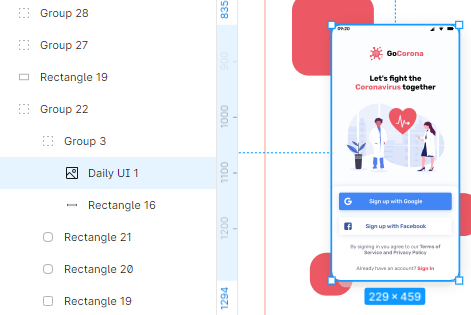 Group 28
Group 27
Rectangle 19
Group 22
Group 3
Daily UI 1
Rectangle 16
Rectangle 21
Rectangle 20
Rectangle 19
835
900
1000
1100
1200
1294
09:20
GoCorona
Let's fight the
Coronavirus together
Sign up with Google
Sign up with Facebook
By signing in you agree to our Terms of
Service and Privacy Policy
Already have an account? Sign in
229 × 459